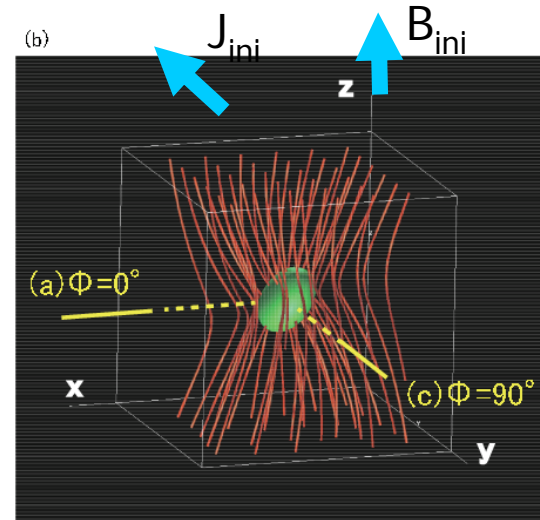 (b)
J_ini
B_ini
z
(a)Φ=0°
x
(c)Φ=90°
y